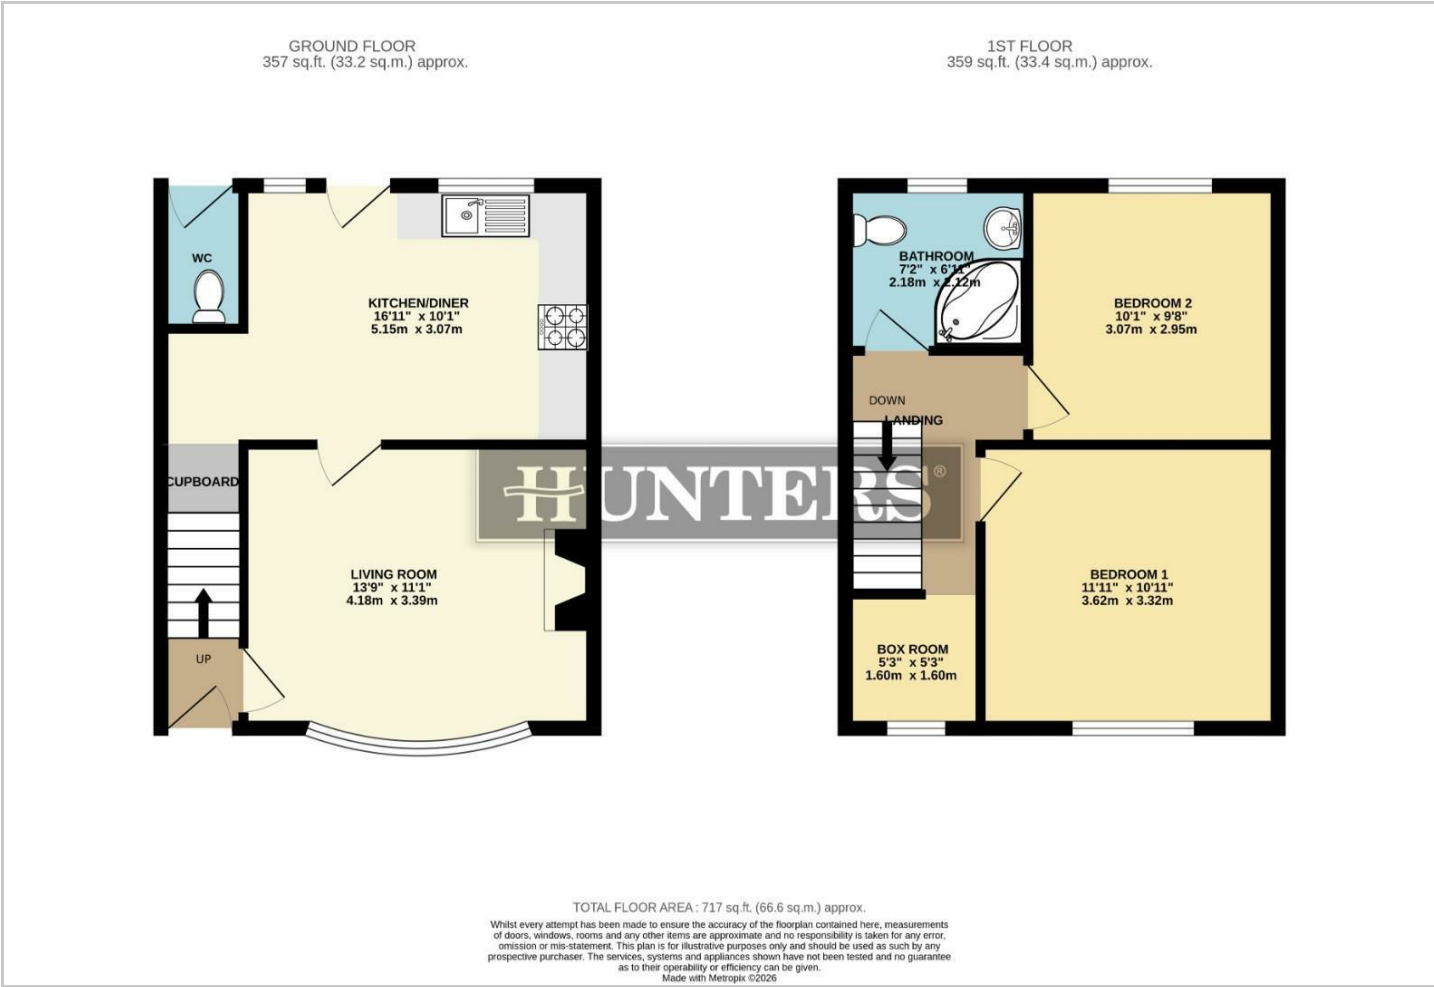 GROUND FLOOR
357 sq.ft. (33.2 sq.m.) approx.
1ST FLOOR
359 sq.ft. (33.4 sq.m.) approx.
WC
KITCHEN/DINER
16'11" x 10'1"
5.15m x 3.07m
CUPBOARD
LIVING ROOM
13'9" x 11'1"
4.18m x 3.39m
UP
BATHROOM
7'2" x 6'11"
2.18m x 2.12m
BEDROOM 2
10'1" x 9'8"
3.07m x 2.95m
DOWN
LANDING
HUNTERS®
BEDROOM 1
11'11" x 10'11"
3.62m x 3.32m
BOX ROOM
5'3" x 5'3"
1.60m x 1.60m
TOTAL FLOOR AREA : 717 sq.ft. (66.6 sq.m.) approx.
Whilst every attempt has been made to ensure the accuracy of the floorplan contained here, measurements
of doors, windows, rooms and any other items are approximate and no responsibility is taken for any error,
omission or mis-statement. This plan is for illustrative purposes only and should be used as such by any
prospective purchaser. The services, systems and appliances shown have not been tested and no guarantee
as to their operability or efficiency can be given.
Made with Metropix ©2026